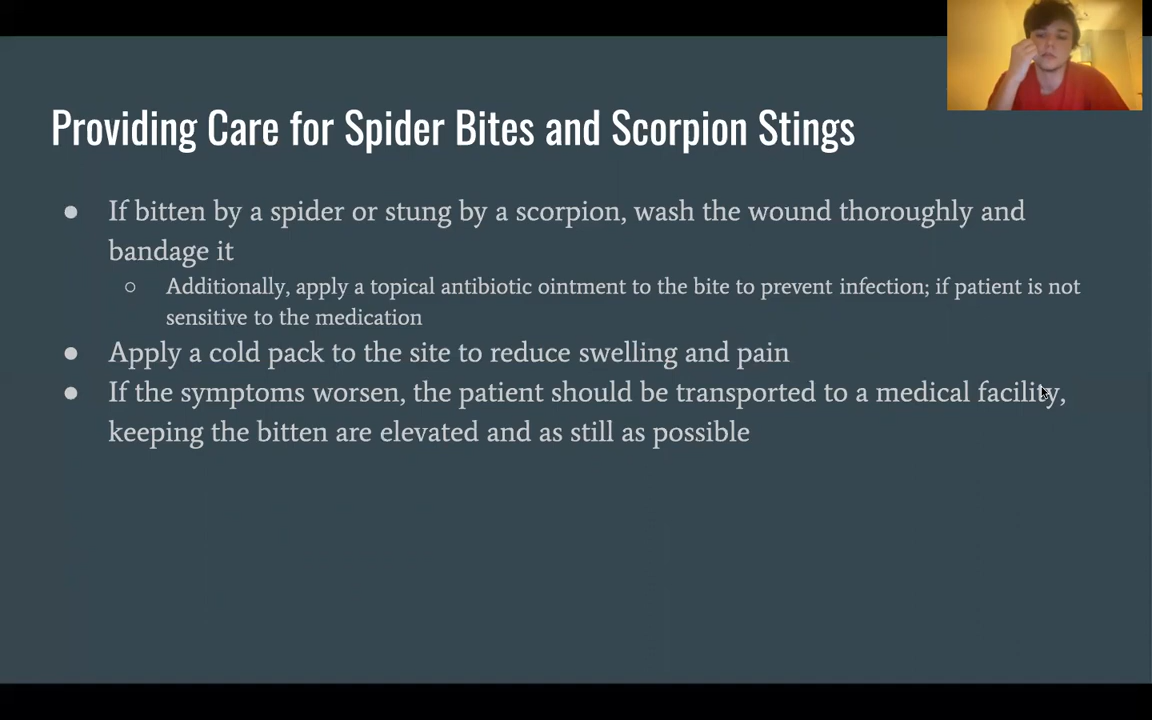 Providing Care for Spider Bites and Scorpion Stings
● If bitten by a spider or stung by a scorpion, wash the wound thoroughly and
bandage it
○ Additionally, apply a topical antibiotic ointment to the bite to prevent infection; if patient is not
sensitive to the medication
● Apply a cold pack to the site to reduce swelling and pain
● If the symptoms worsen, the patient should be transported to a medical facility,
keeping the bitten are elevated and as still as possible